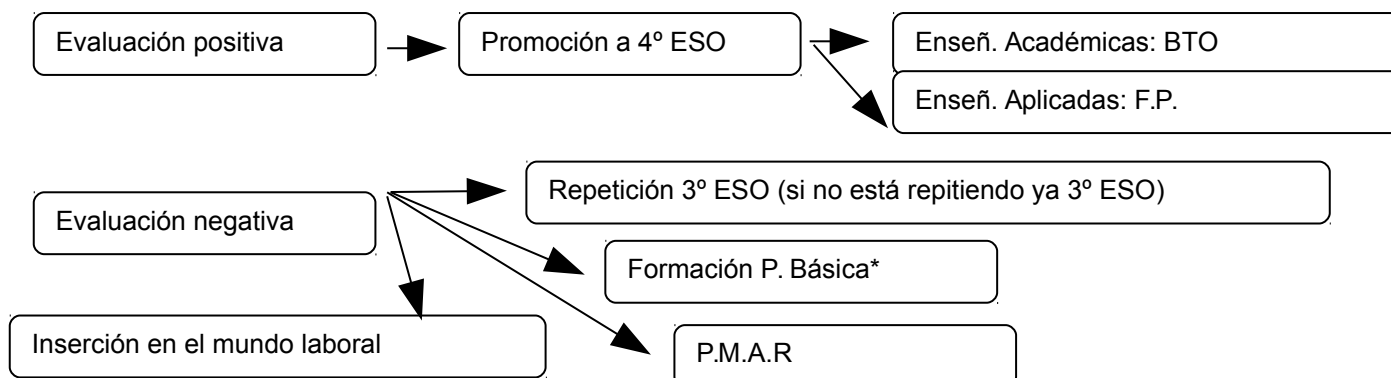 Evaluación positiva
Promoción a 4º ESO
Enseñ. Académicas: BTO
Enseñ. Aplicadas: F.P.
Repetición 3º ESO (si no está repitiendo ya 3º ESO)
Evaluación negativa
Formación P. Básica*
Inserción en el mundo laboral
P.M.A.R